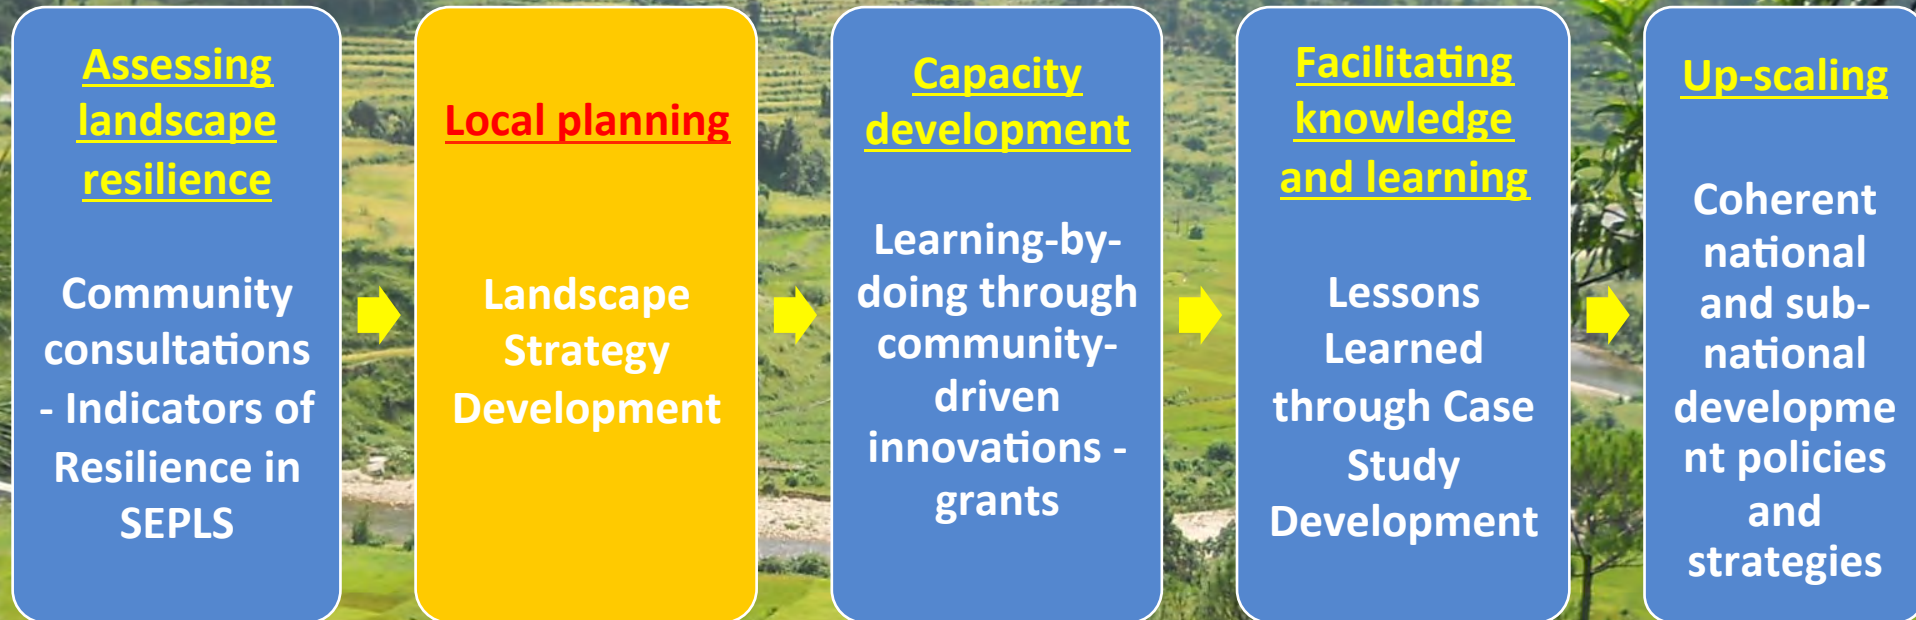 Assessing
landscape
resilience
Community
consultations
- Indicators of
Resilience in
SEPLS
Local planning
Landscape
Strategy
Development
Capacity
development
Learning-by-
doing through
community-
driven
innovations -
grants
Facilitating
knowledge
and learning
Lessons
Learned
through Case
Study
Development
Up-scaling
Coherent
national
and sub-
national
developme
nt policies
and
strategies